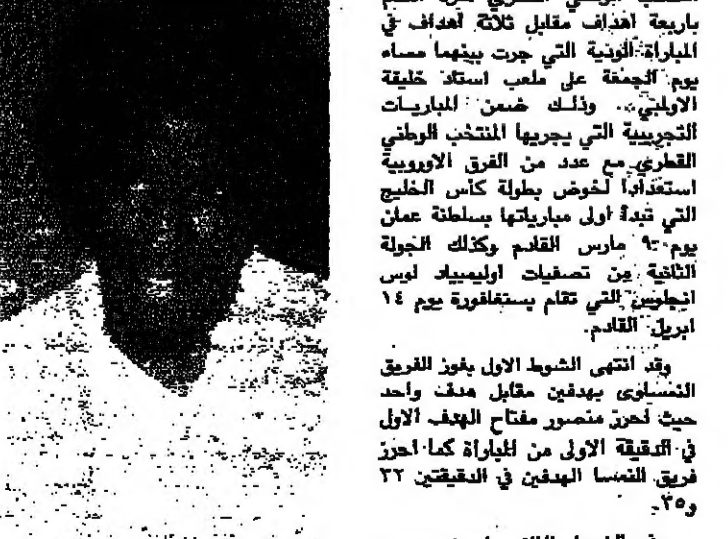 باربعة اهداف مقابل ثلاثة اهداف في
المباراة الودية التي جرت بينهما مساء
يوم الجمعة على ملعب استاد خليفة
الاولمبي.. وذلك ضمن المباريات
التجريبية التي يجريها المنتخب الوطني
القطري مع عدد من الفرق الاوروبية
استعدادا لخوض بطولة كأس الخليج
التي تبدأ اولى مبارياتها بسلطنة عمان
يوم ٩ مارس القادم وكذلك الجولة
الثانية من تصفيات اوليمبياد لوس
انجلوس التي تقام بسنغافورة يوم ١٤
ابريل القادم.
وقد انتهى الشوط الاول بفوز الفريق
النمساوى بهدفين مقابل هدف واحد
حيث احرز منصور مفتاح الهدف الاول
في الدقيقة الاولى من المباراة كما احرز
فريق النمسا الهدفين في الدقيقتين ٣٢
و٣٥.